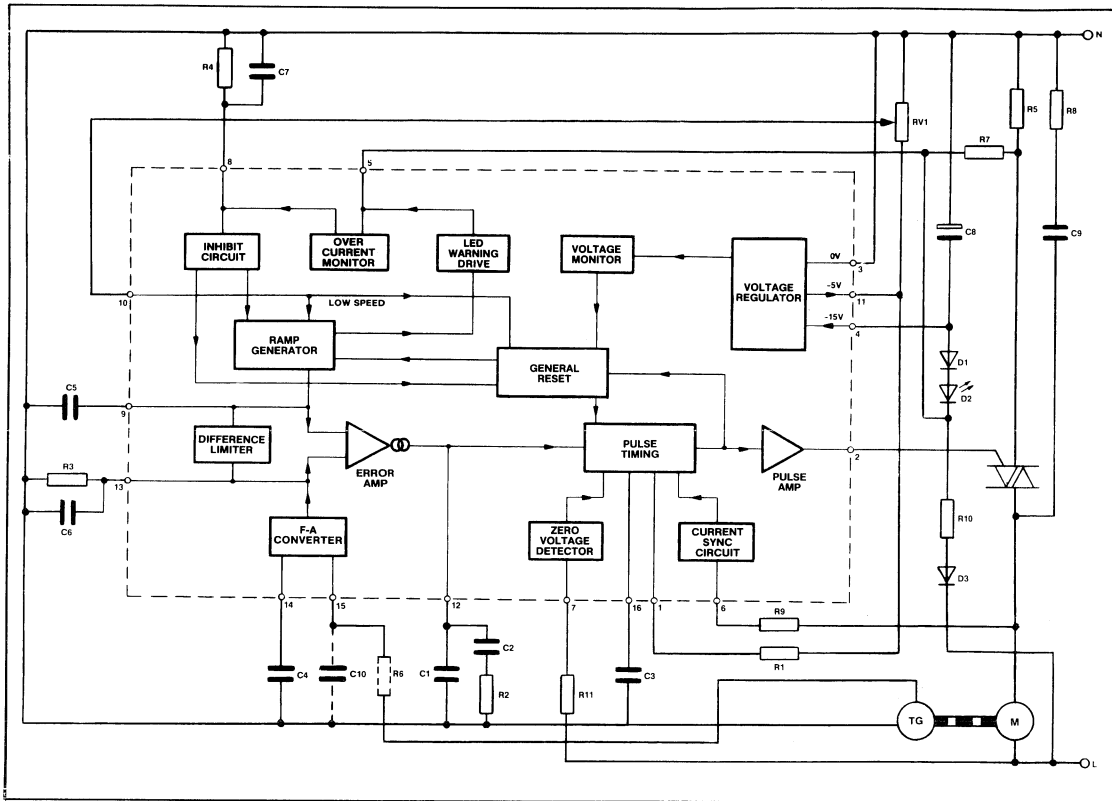 N
R4
C7
R5
R8
RV1
R7
8
5
C8
C9
INHIBIT
CIRCUIT
OVER
CURRENT
MONITOR
LED
WARNING
DRIVE
VOLTAGE
MONITOR
VOLTAGE
REGULATOR
0V
3
-5V
11
-15V
4
10
LOW SPEED
RAMP
GENERATOR
GENERAL
RESET
D1
D2
C5
9
DIFFERENCE
LIMITER
ERROR
AMP
PULSE
TIMING
PULSE
AMP
2
R3
13
C6
F-A
CONVERTER
ZERO
VOLTAGE
DETECTOR
CURRENT
SYNC
CIRCUIT
R10
D3
14
15
12
7
16
1
6
R9
R1
C4
C10
R6
C1
C2
R2
R11
C3
TG
M
L